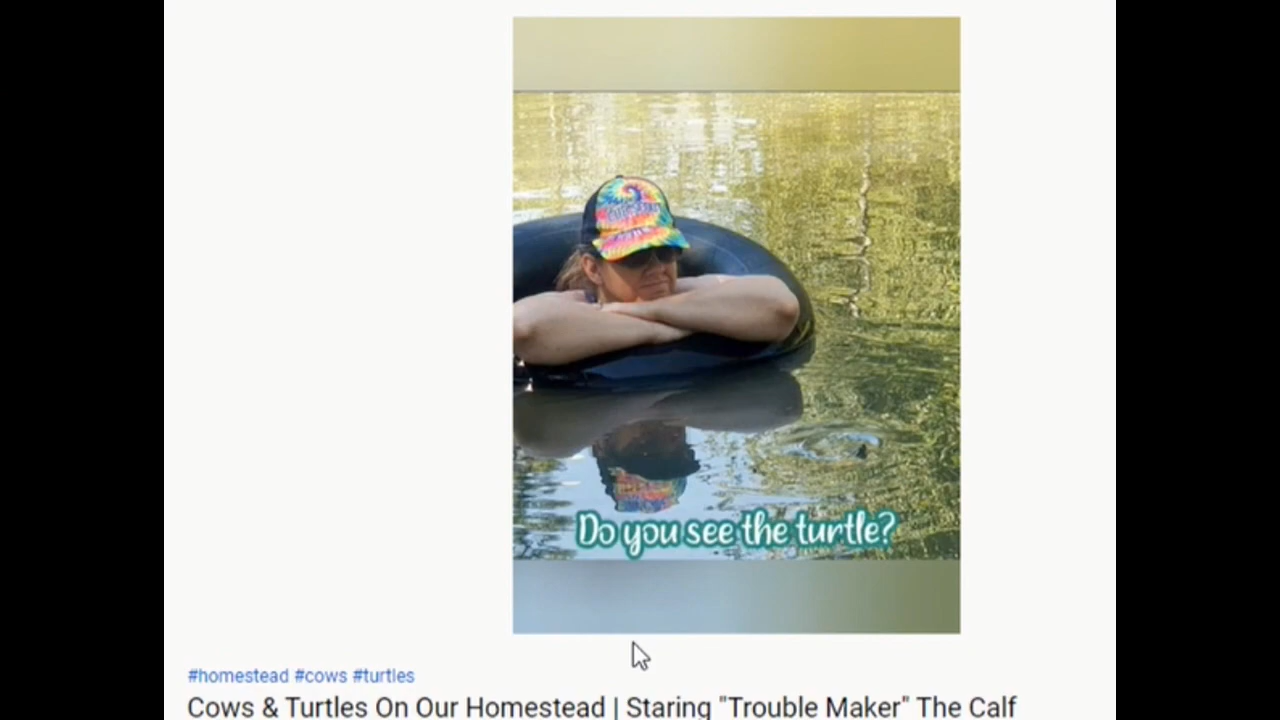 Do you see the turtle?
#homestead #cows #turtles
Cows & Turtles On Our Homestead | Staring "Trouble Maker" The Calf